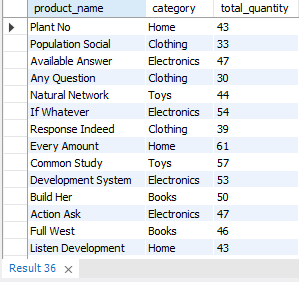 product_name category total_quantity
Plant No Home 43
Population Social Clothing 33
Available Answer Electronics 47
Any Question Clothing 30
Natural Network Toys 44
If Whatever Electronics 54
Response Indeed Clothing 39
Every Amount Home 61
Common Study Toys 57
Development System Electronics 53
Build Her Books 50
Action Ask Electronics 47
Full West Books 46
Listen Development Home 43
Result 36 ×